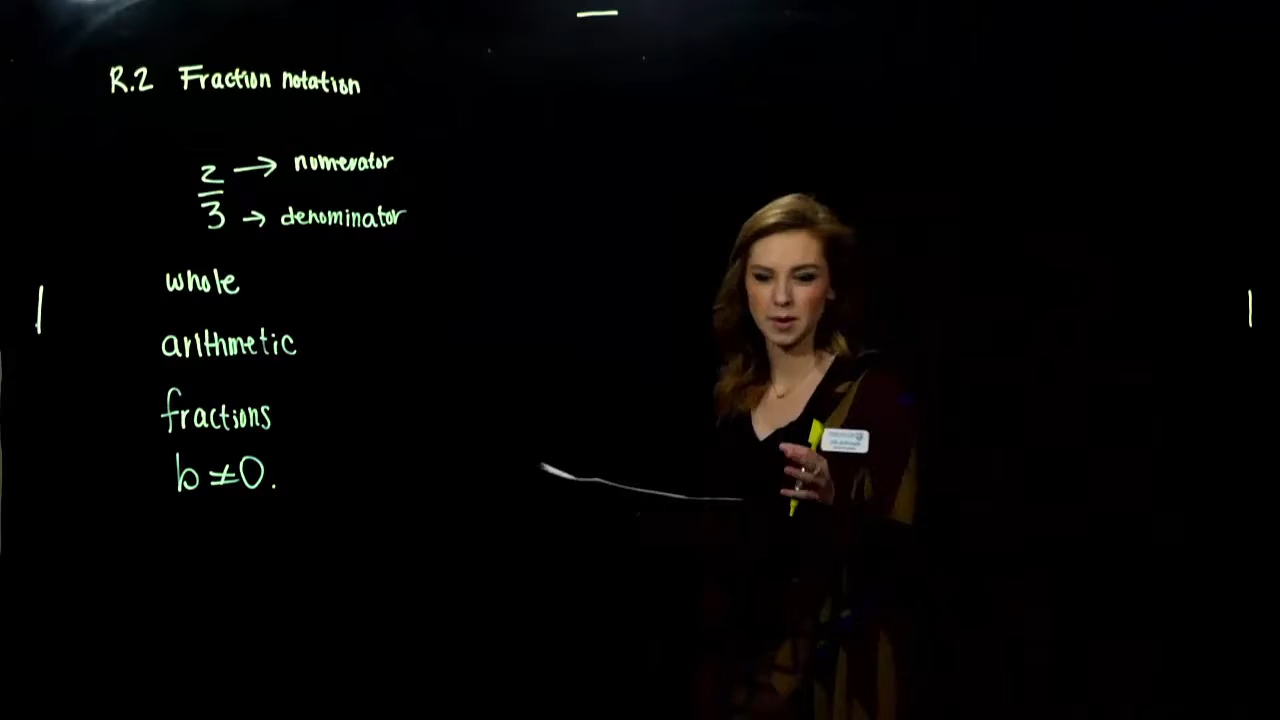 R.2 Fraction notation
2 → numerator
3 → denominator
whole
arithmetic
fractions
b ≠ 0.